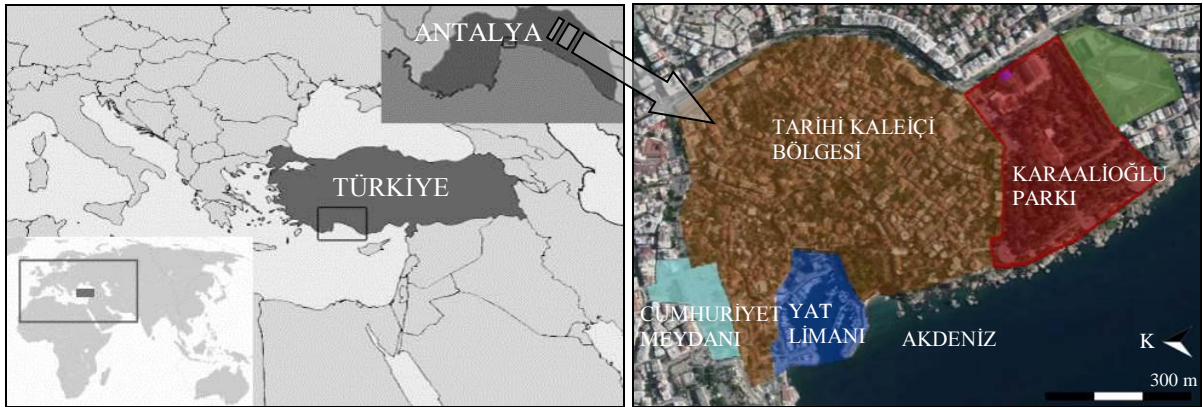 ANTALYA
TÜRKİYE
TARİHİ KALEİÇİ
BÖLGESİ
KARAALİOĞLU
PARKI
CUMHURİYET
MEYDANI
YAT
LİMANI
AKDENİZ
K
300 m